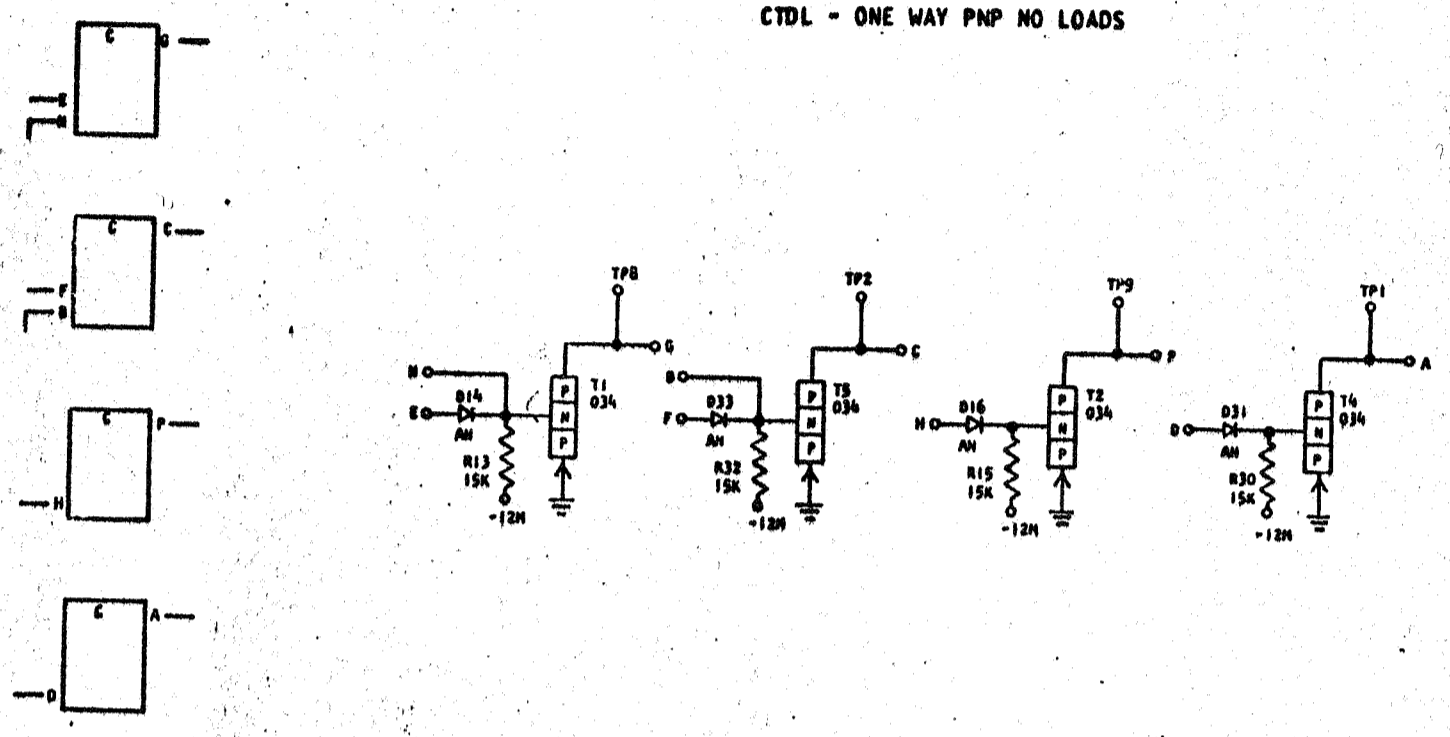 CTDL - ONE WAY PNP NO LOADS
C
G
E
N
C
C
F
B
C
P
H
C
A
D
TP8
G
N
D14
E
AN
R13
15K
-12M
P
N
P
T1
034
TP2
C
B
D33
F
AN
R32
15K
-12M
P
N
P
T5
034
TP9
P
D16
H
AN
R15
15K
-12M
P
N
P
T2
034
TP1
A
D31
D
AN
R30
15K
-12M
P
N
P
T4
034